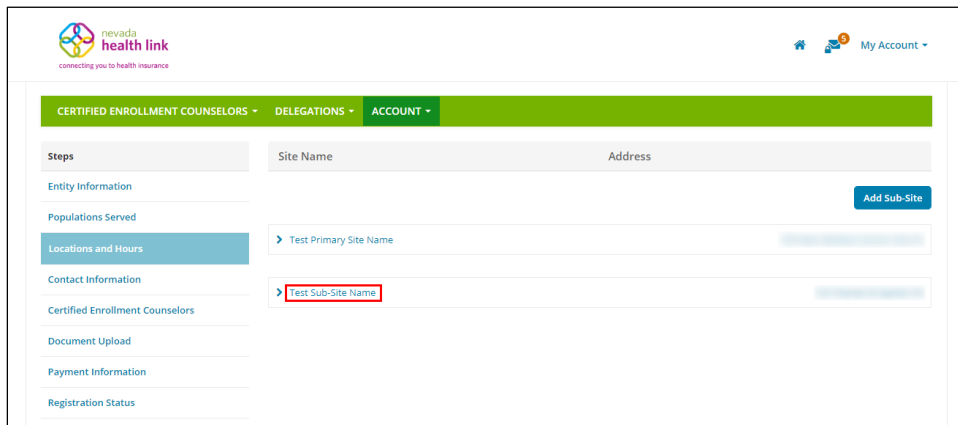 nevada
health link
connecting you to health insurance
5
My Account
CERTIFIED ENROLLMENT COUNSELORS
DELEGATIONS
ACCOUNT
Steps
Site Name
Address
Entity Information
Add Sub-Site
Populations Served
Locations and Hours
Test Primary Site Name
Contact Information
Test Sub-Site Name
Certified Enrollment Counselors
Document Upload
Payment Information
Registration Status